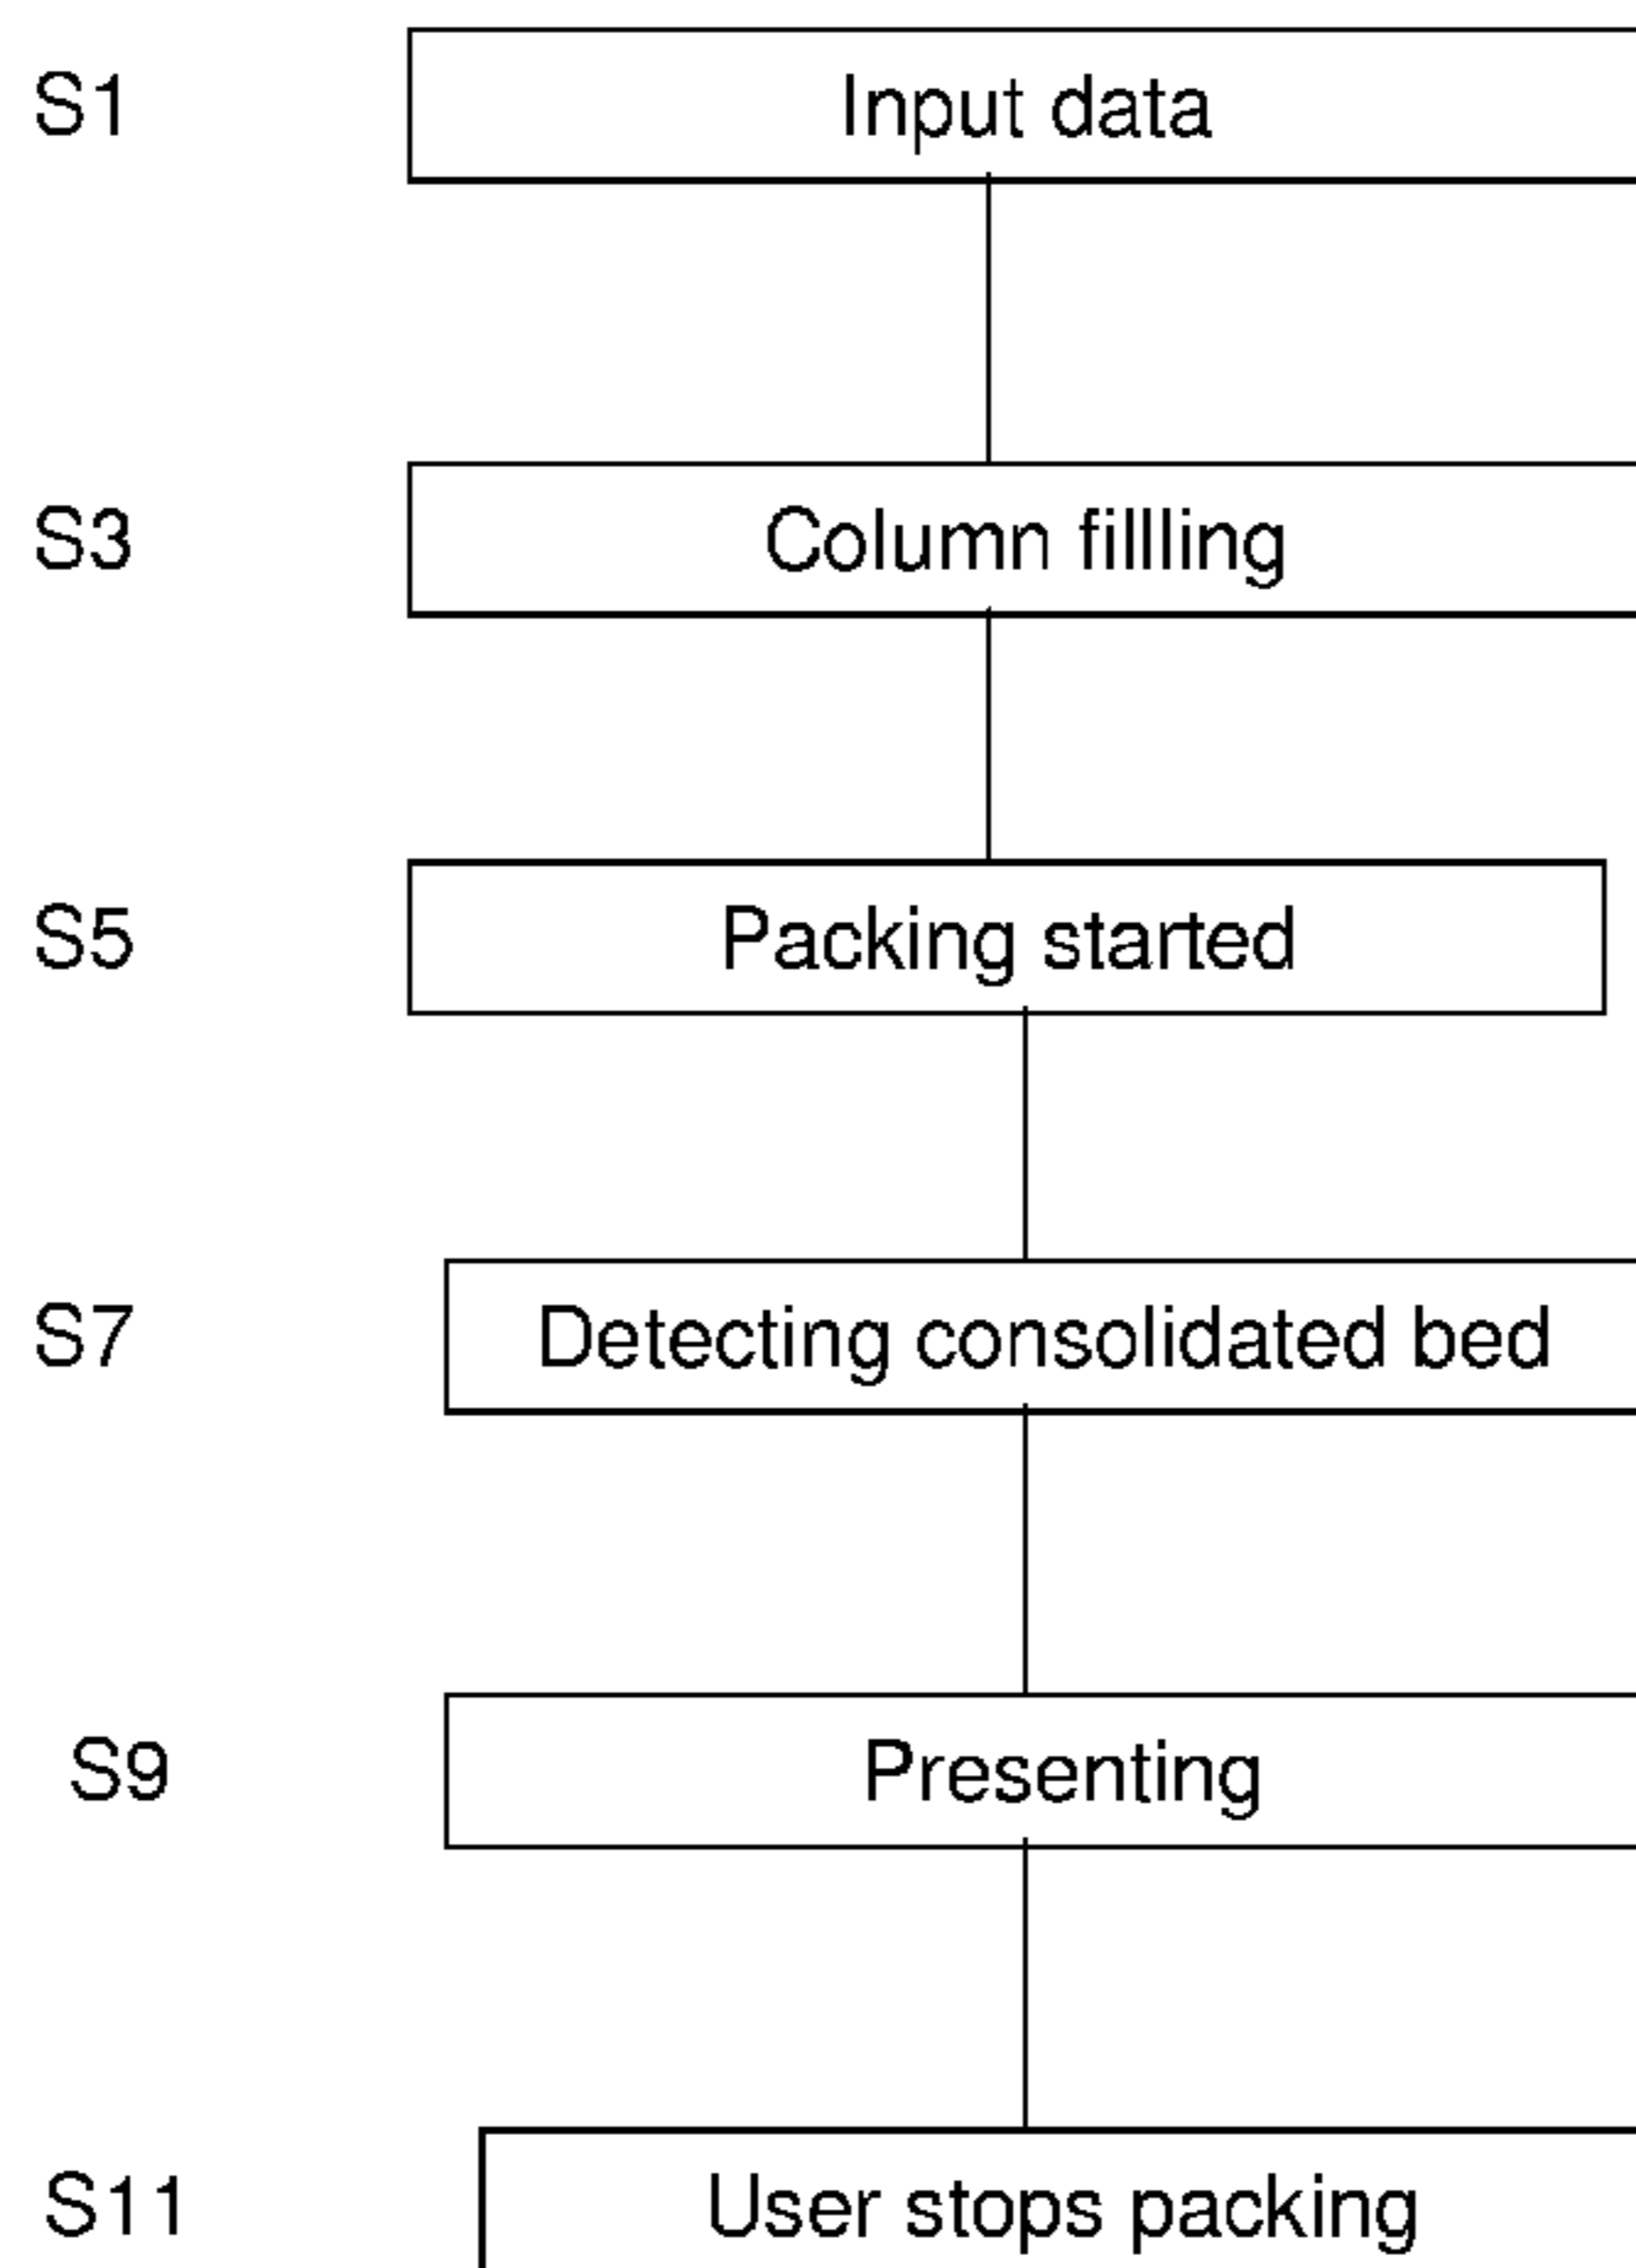 S1 Input data
S3 Column fillling
S5 Packing started
S7 Detecting consolidated bed
S9 Presenting
S11 User stops packing